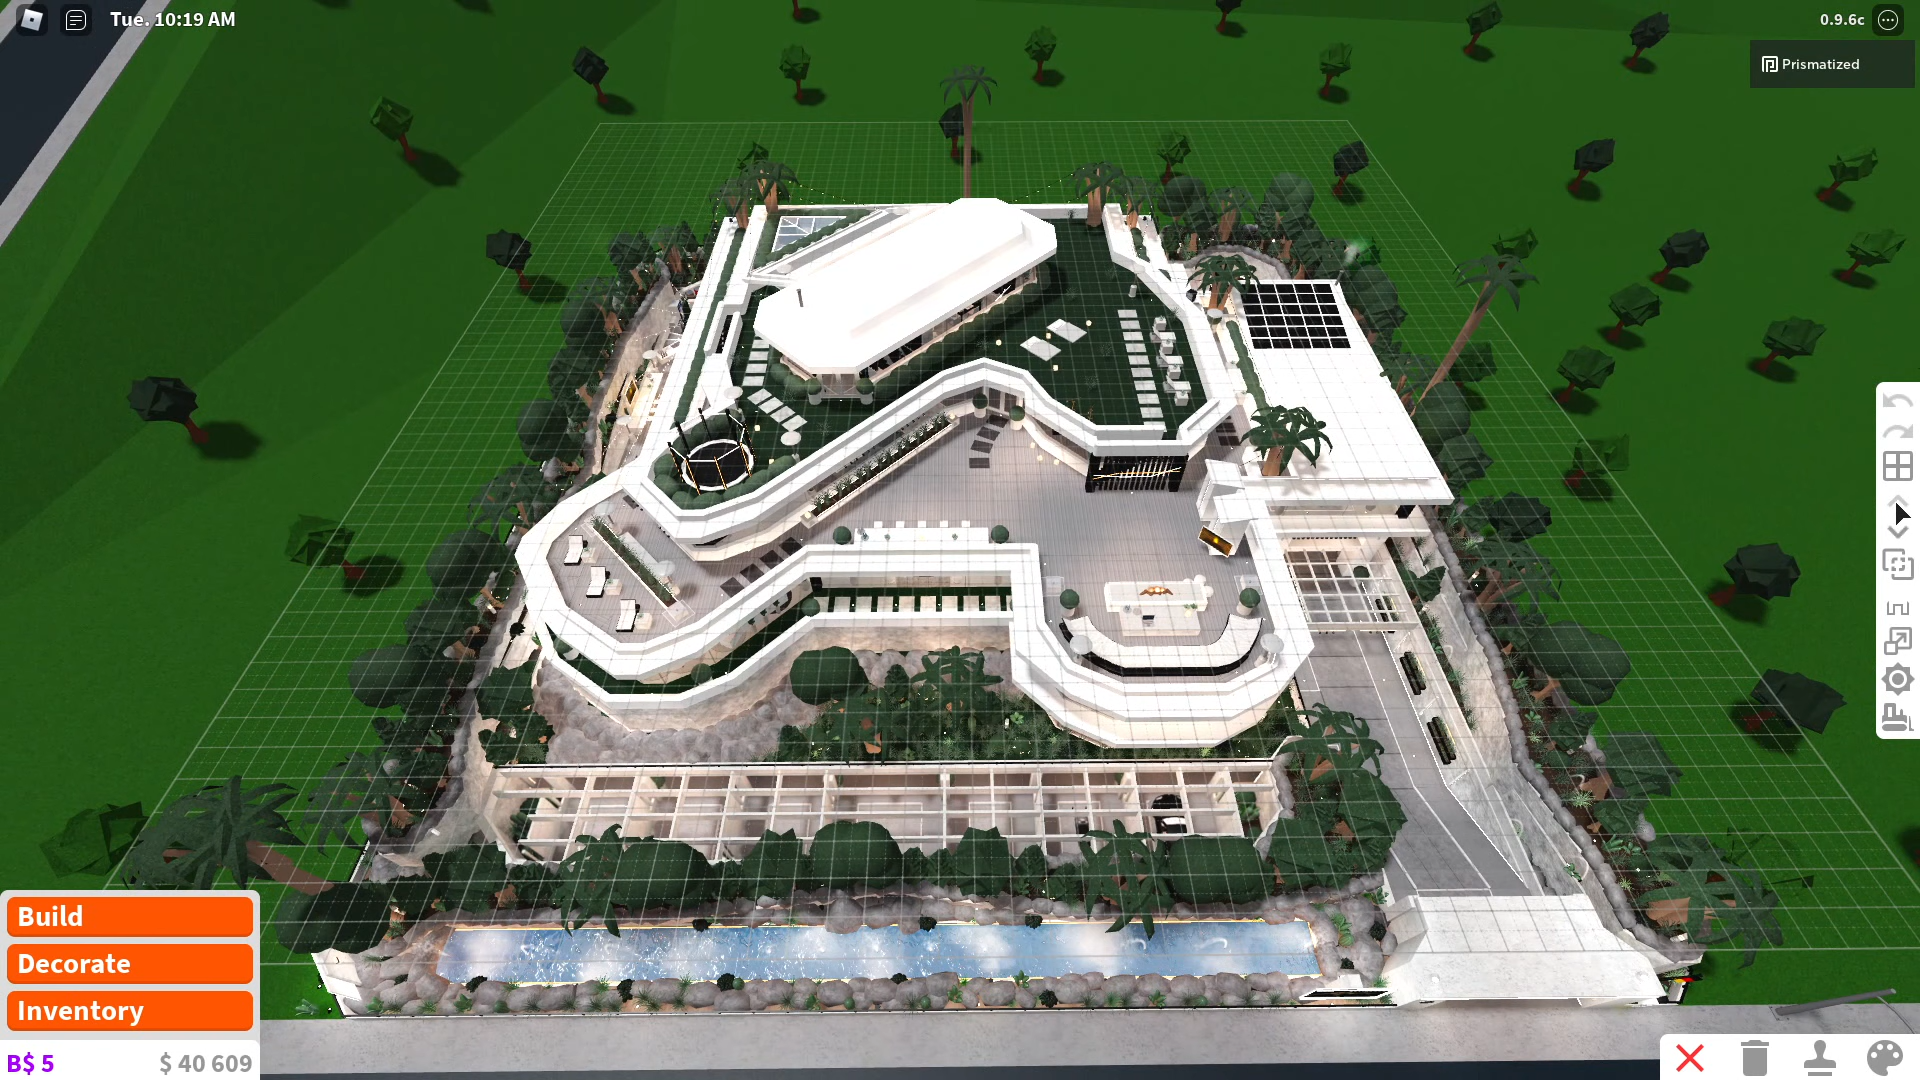 Tue. 10:19 AM
0.9.6c
Prismatized
Build
Decorate
Inventory
B$ 5
$ 40 609